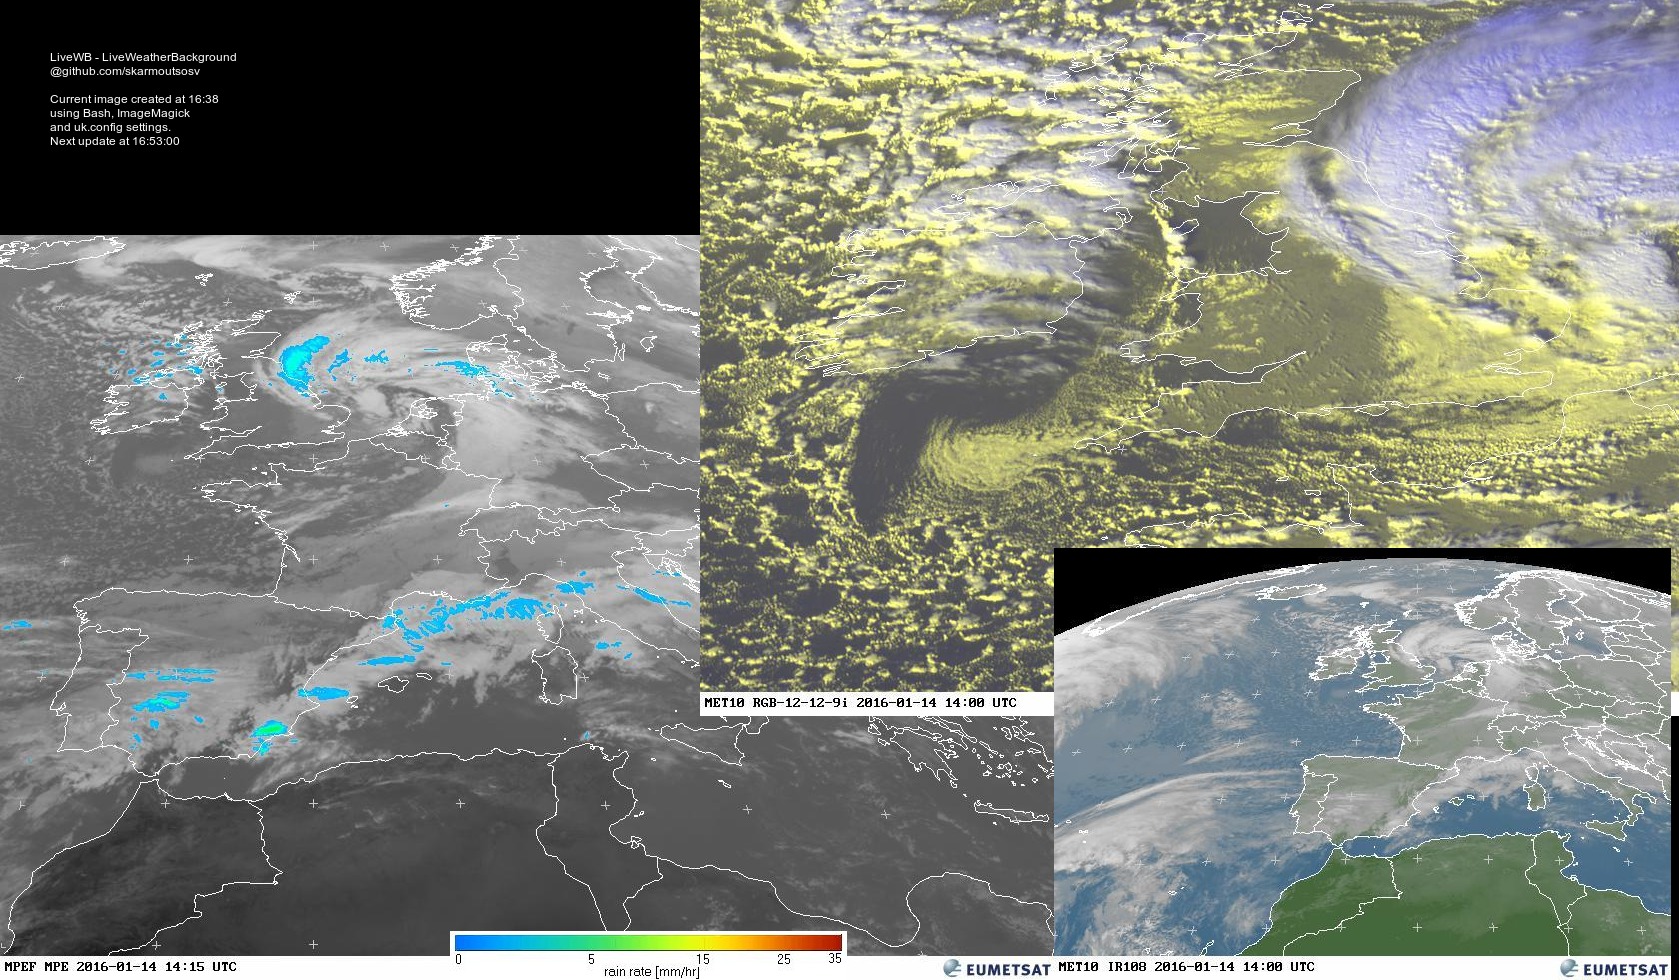 LiveWB - LiveWeatherBackground
@github.com/skarmoutsosv
Current image created at 16:38
using Bash, ImageMagick
and uk.config settings.
Next update at 16:53:00
MET10 RGB-12-12-9i 2016-01-14 14:00 UTC
0 5 15 25 35
rain rate [mm/hr]
MPEF MPE 2016-01-14 14:15 UTC
EUMETSAT
MET10 IR108 2016-01-14 14:00 UTC
EUMETSAT